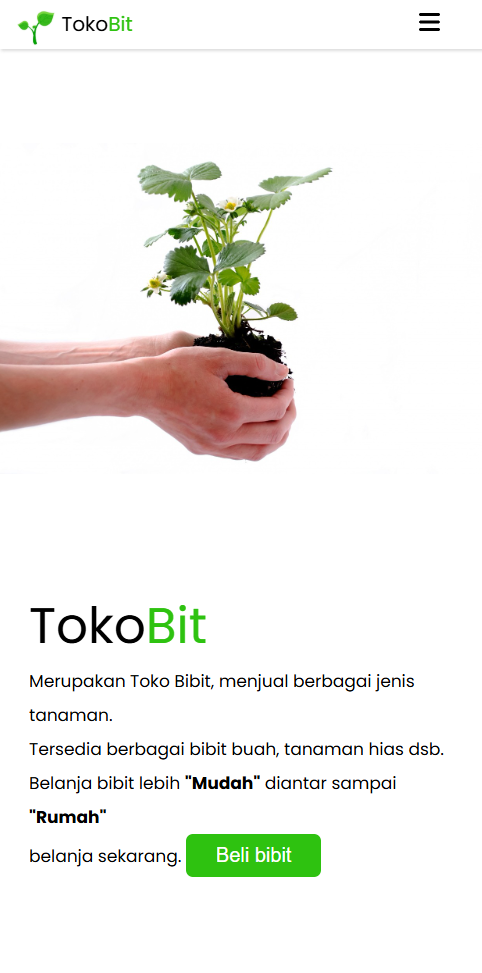 TokoBit
TokoBit
Merupakan Toko Bibit, menjual berbagai jenis
tanaman.
Tersedia berbagai bibit buah, tanaman hias dsb.
Belanja bibit lebih "Mudah" diantar sampai
"Rumah"
belanja sekarang. Beli bibit